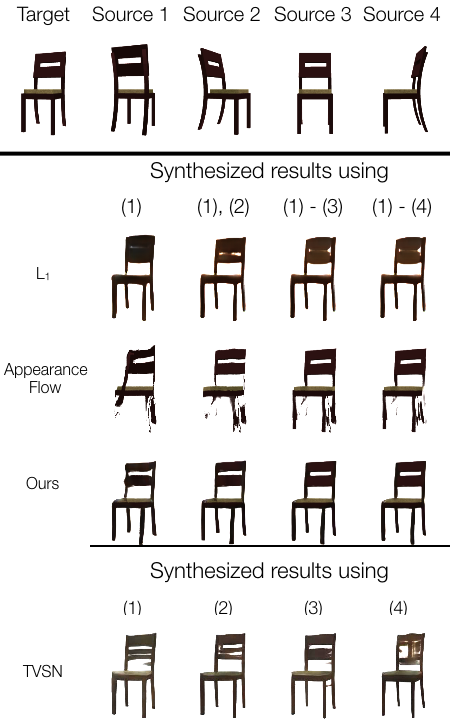 Target Source 1 Source 2 Source 3 Source 4
Synthesized results using
(1) (1), (2) (1) - (3) (1) - (4)
L₁
Appearance
Flow
Ours
Synthesized results using
(1) (2) (3) (4)
TVSN